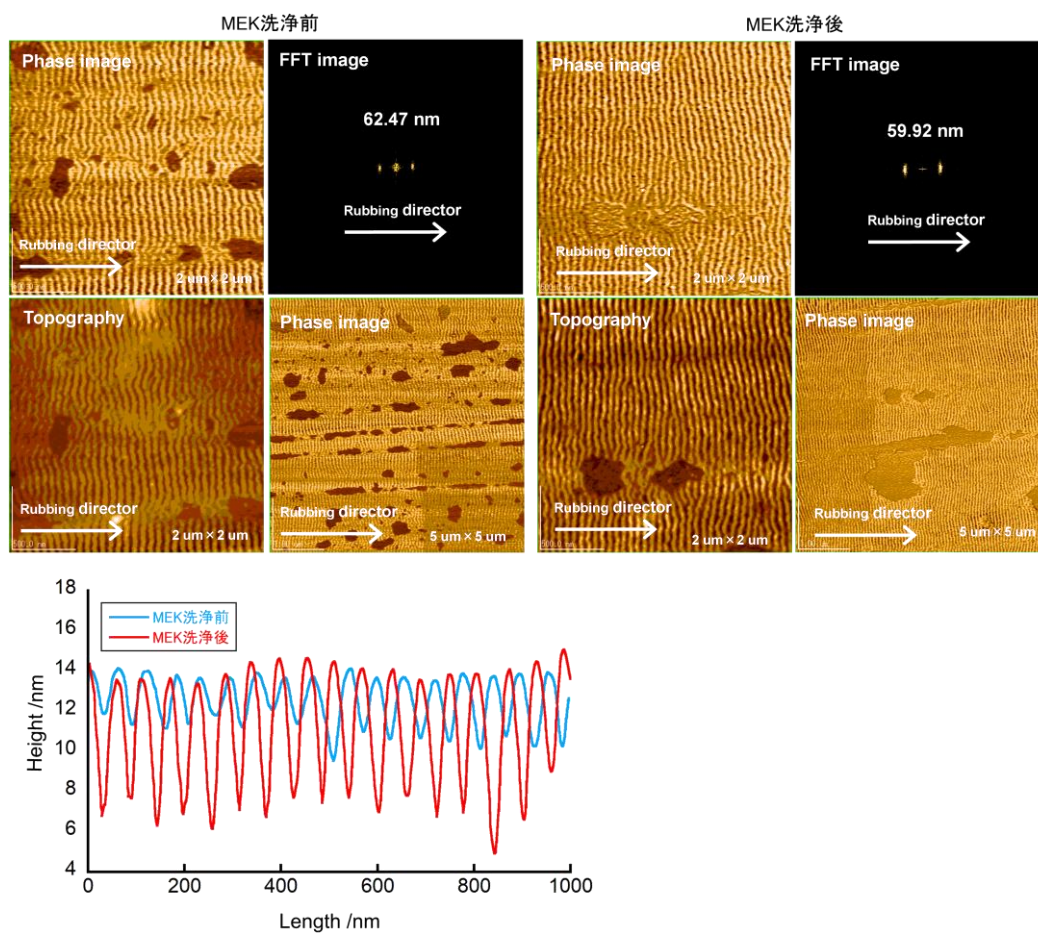 MEK洗浄前
MEK洗浄後
Phase image
FFT image
62.47 nm
Rubbing director
Rubbing director
2 um×2 um
Phase image
FFT image
59.92 nm
Rubbing director
Rubbing director
2 um×2 um
Topography
Rubbing director
2 um×2 um
Phase image
Rubbing director
5 um×5 um
Topography
Rubbing director
2 um×2 um
Phase image
Rubbing director
5 um×5 um
18
16
14
12
10
8
6
4
Height /nm
MEK洗浄前
MEK洗浄後
0
200
400
600
800
1000
Length /nm